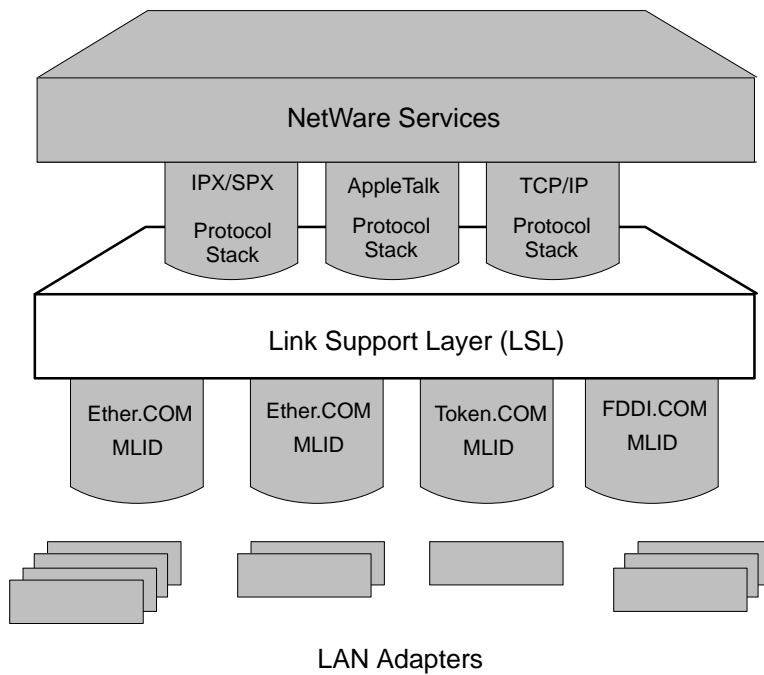 NetWare Services
IPX/SPX
Protocol
Stack
AppleTalk
Protocol
Stack
TCP/IP
Protocol
Stack
Link Support Layer (LSL)
Ether.COM
MLID
Ether.COM
MLID
Token.COM
MLID
FDDI.COM
MLID
LAN Adapters